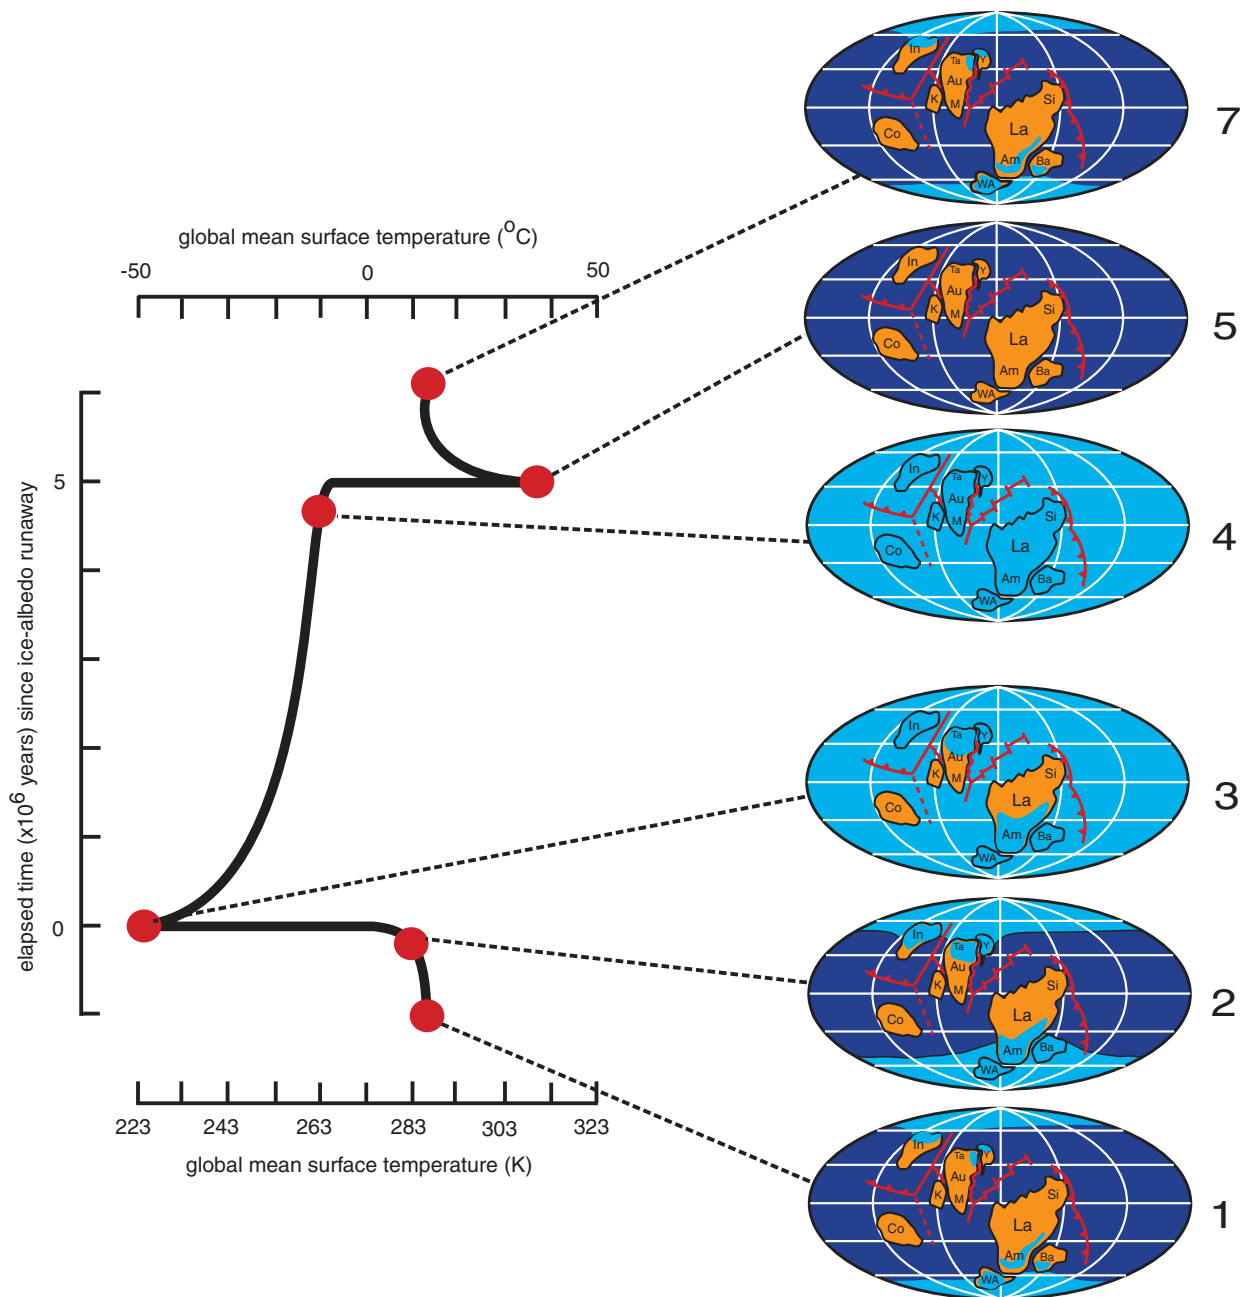 In
Ta
Y
Au
K
M
Si
La
Co
Am
Ba
WA
7
global mean surface temperature (°C)
-50 0 50
In
Ta
Y
Au
K
M
Si
La
Co
Am
Ba
WA
5
In
Ta
Y
Au
K
M
Si
La
Co
Am
Ba
WA
4
elapsed time (x10⁶ years) since ice-albedo runaway
5
0
In
Ta
Y
Au
K
M
Si
La
Co
Am
Ba
WA
3
In
Ta
Y
Au
K
M
Si
La
Co
Am
Ba
WA
2
223 243 263 283 303 323
global mean surface temperature (K)
In
Ta
Y
Au
K
M
Si
La
Co
Am
Ba
WA
1